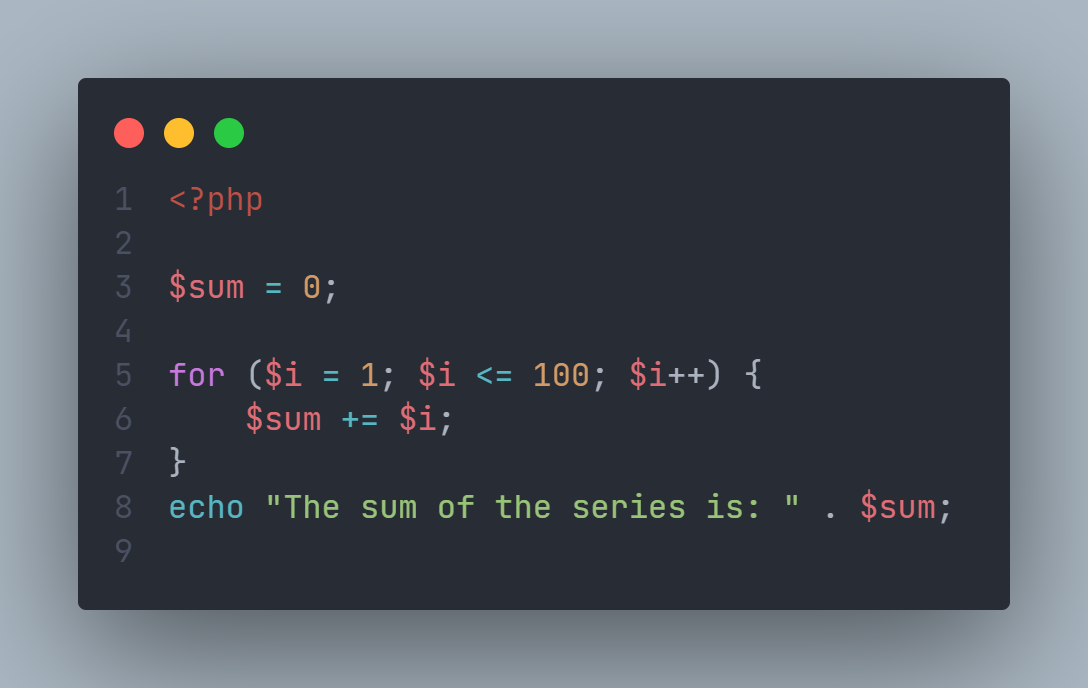 1 <?php
2
3 $sum = 0;
4
5 for ($i = 1; $i <= 100; $i++) {
6     $sum += $i;
7 }
8 echo "The sum of the series is: " . $sum;
9